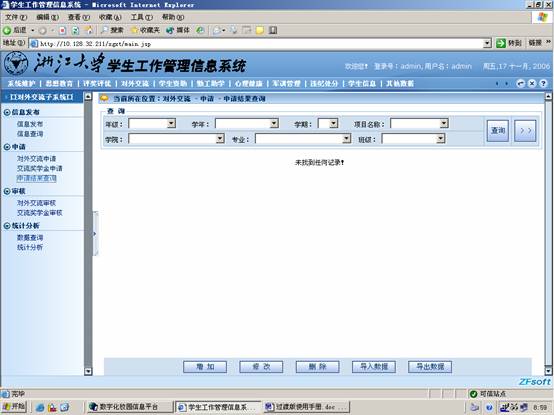 学生工作管理信息系统 - Microsoft Internet Explorer
文件(F) 编辑(E) 查看(V) 收藏(A) 工具(T) 帮助(H)
后退 搜索 收藏夹 媒体
地址(D) http://10.128.32.211/xgxt/main.jsp 转到 链接 »
浙江大学 学生工作管理信息系统 欢迎您! 登录号：admin,用户名：admin 周五,17 十一月, 2006
系统维护 | 思想教育 | 评奖评优 | 学生资助 | 勤工助学 | 心理健康 | 军训管理 | 违纪处分 | 学生信息 | 其他数据
对外交流子系统 当前所在位置：对外交流 - 申请 - 申请结果查询
信息发布
信息发布
信息查询
申请
对外交流申请
交流奖学金申请
申请结果查询
审核
对外交流审核
交流奖学金审核
统计分析
数据查询
统计分析
查 询
年级： 学年： 学期： 项目名称：
学院： 专业： 班级：
查询 >>
未找到任何记录!
增 加 修 改 删 除 导入数据 导出数据
ZFsoft
完毕 可信站点
开始 数字化校园信息平台 学生工作管理信息系... 过渡版使用手册.doc ... 8:59